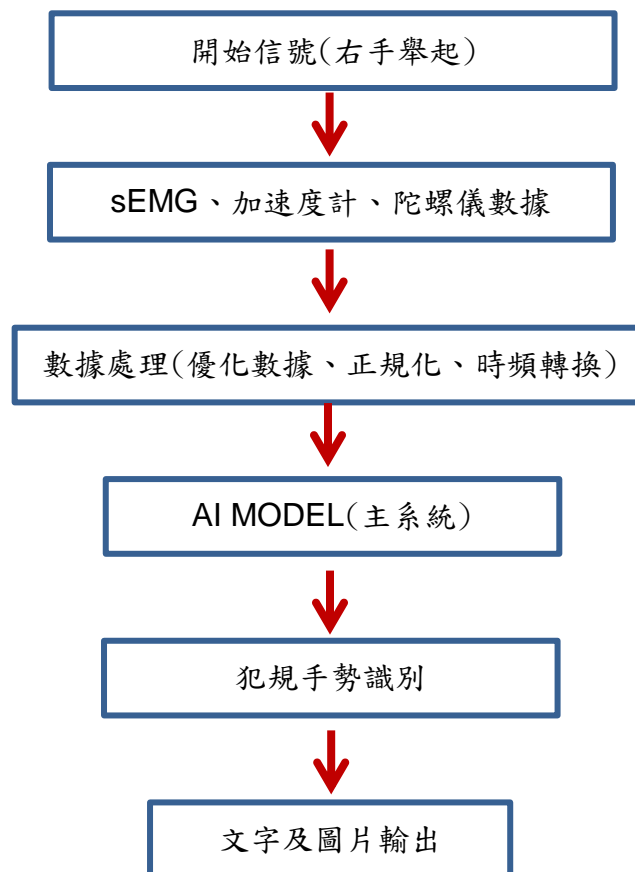 開始信號(右手舉起)
sEMG、加速度計、陀螺儀數據
數據處理(優化數據、正規化、時頻轉換)
AI MODEL(主系統)
犯規手勢識別
文字及圖片輸出